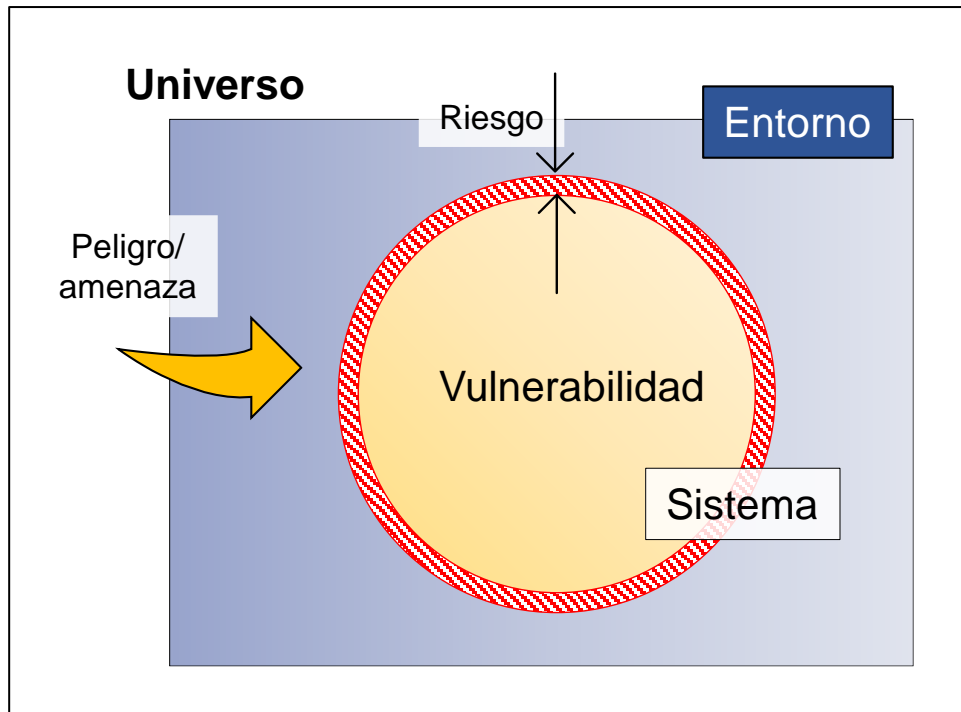 Universo
Riesgo
Entorno
Peligro/
amenaza
Vulnerabilidad
Sistema